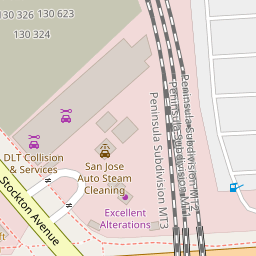 130 326
130 623
130 324
DLT Collision
& Services
San Jose
Auto Steam
Cleaning
Excellent
Alterations
Stockton Avenue
Peninsula Subdivision MT3
Peninsula Subdivision MT1
Peninsula Subdivision MT2